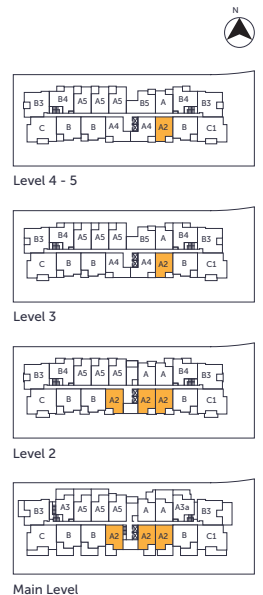 N
B3 B4 A5 A5 A5 B5 A B4 B3
C B B A4 A4 A2 B C1
Level 4 - 5
B3 B4 A5 A5 A5 B5 A B4 B3
C B B A4 A4 A2 B C1
Level 3
B3 B4 A5 A5 A5 A A B4 B3
C B B A2 A2 A2 B C1
Level 2
B3 A3 A5 A5 A5 A A A3a B3
C B B A2 A2 A2 B C1
Main Level